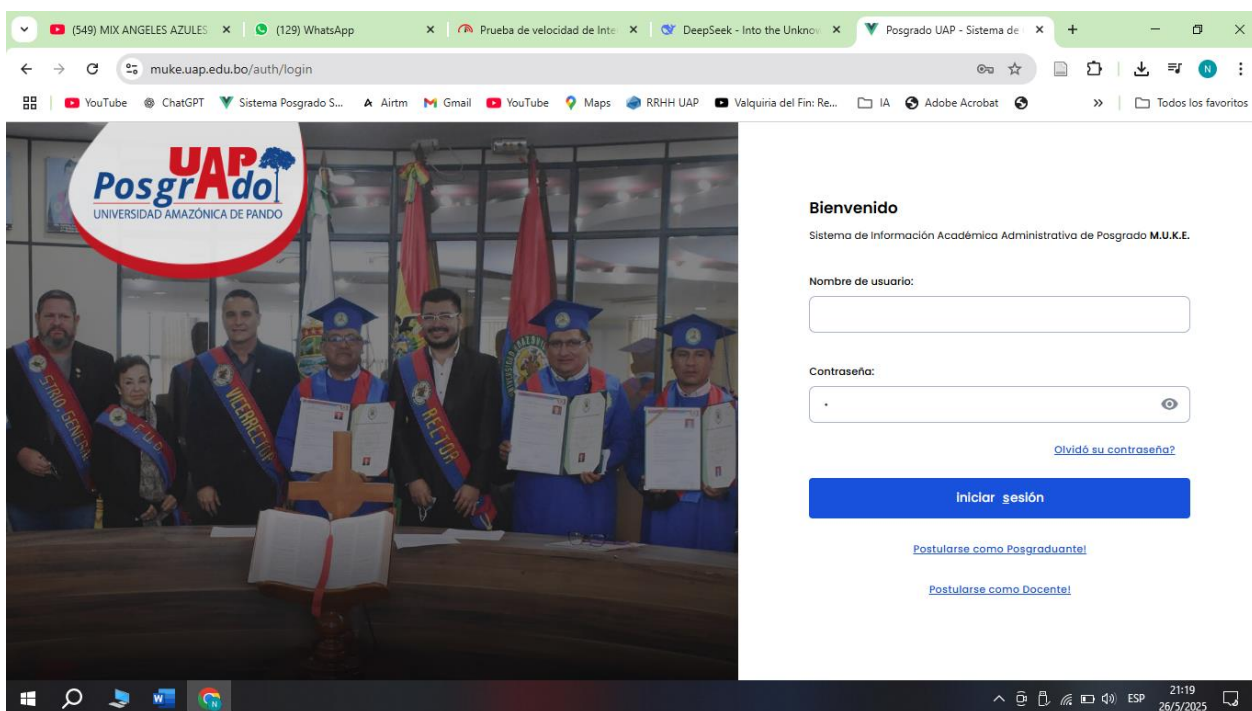 (549) MIX ANGELES AZULES
(129) WhatsApp
Prueba de velocidad de Inte
DeepSeek - Into the Unknow
Posgrado UAP - Sistema de
muke.uap.edu.bo/auth/login
N
YouTube
ChatGPT
Sistema Posgrado S...
Airtm
Gmail
YouTube
Maps
RRHH UAP
Valquiria del Fin: Re...
IA
Adobe Acrobat
»
Todos los favoritos
UAP
PosgrAdo
UNIVERSIDAD AMAZÓNICA DE PANDO
STRIO. GENERAL
VICERRECTOR
RECTOR
Bienvenido
Sistema de Información Académica Administrativa de Posgrado M.U.K.E.
Nombre de usuario:
Contraseña:
Olvidó su contraseña?
Iniciar sesión
Postularse como Posgraduante!
Postularse como Docente!
ESP
21:19
26/5/2025